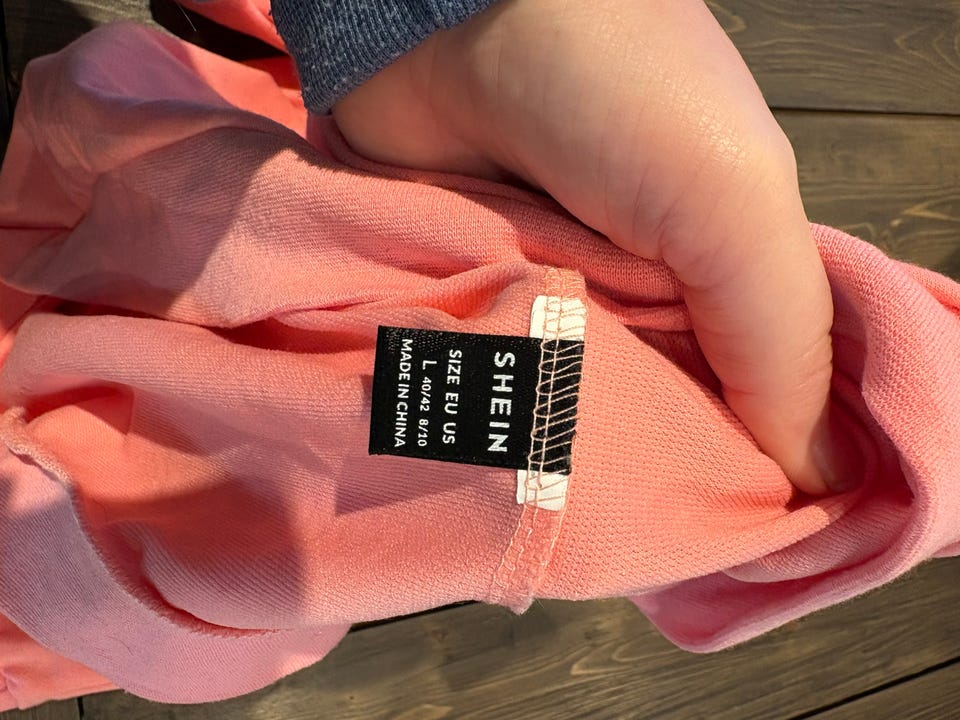 SHEIN
SIZE EU US
L 40/42 8/10
MADE IN CHINA